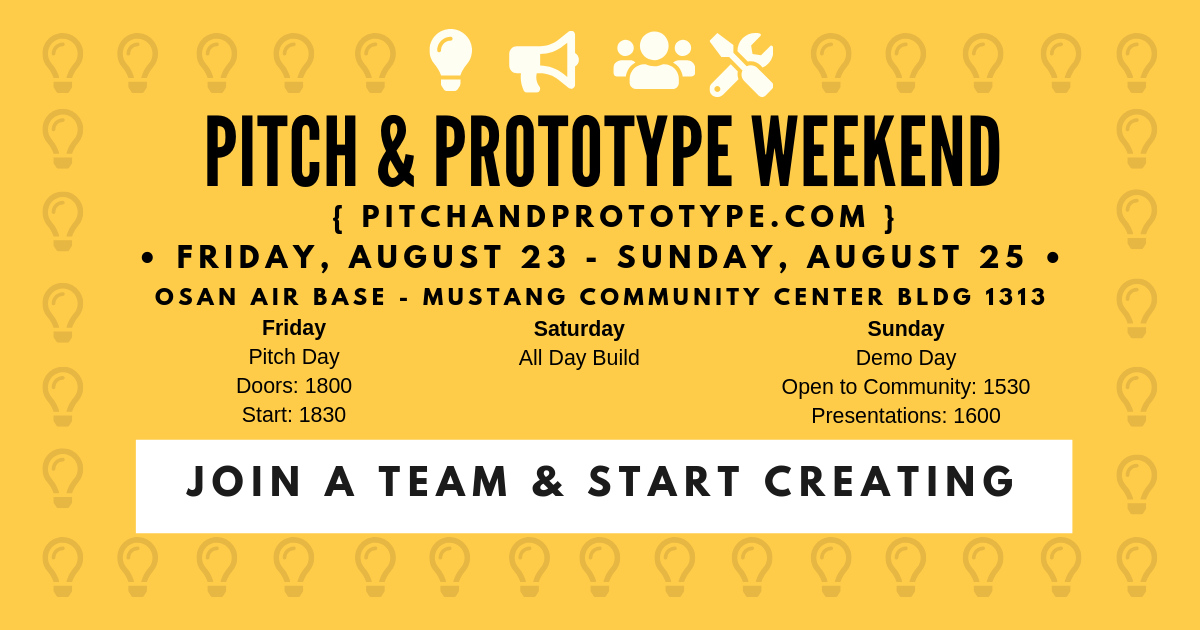 PITCH & PROTOTYPE WEEKEND
{ PITCHANDPROTOTYPE.COM }
• FRIDAY, AUGUST 23 - SUNDAY, AUGUST 25 •
OSAN AIR BASE - MUSTANG COMMUNITY CENTER BLDG 1313
Friday
Pitch Day
Doors: 1800
Start: 1830
Saturday
All Day Build
Sunday
Demo Day
Open to Community: 1530
Presentations: 1600
JOIN A TEAM & START CREATING